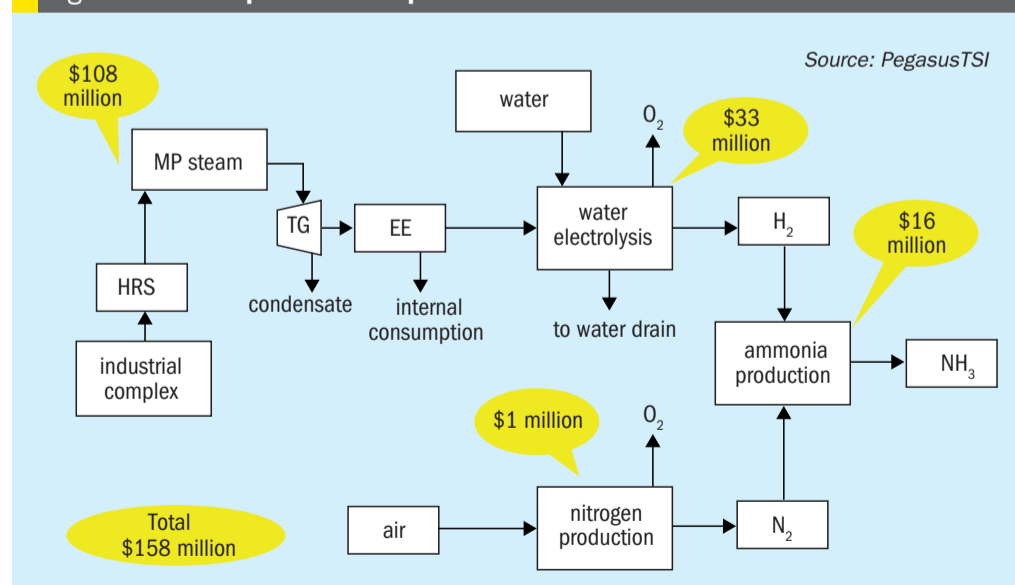 Source: PegasusTSI
$108
million
water
O₂
$33
million
MP steam
TG
EE
water
electrolysis
H₂
$16
million
HRS
condensate
internal
consumption
to water drain
industrial
complex
ammonia
production
NH₃
$1 million
O₂
Total
$158 million
air
nitrogen
production
N₂